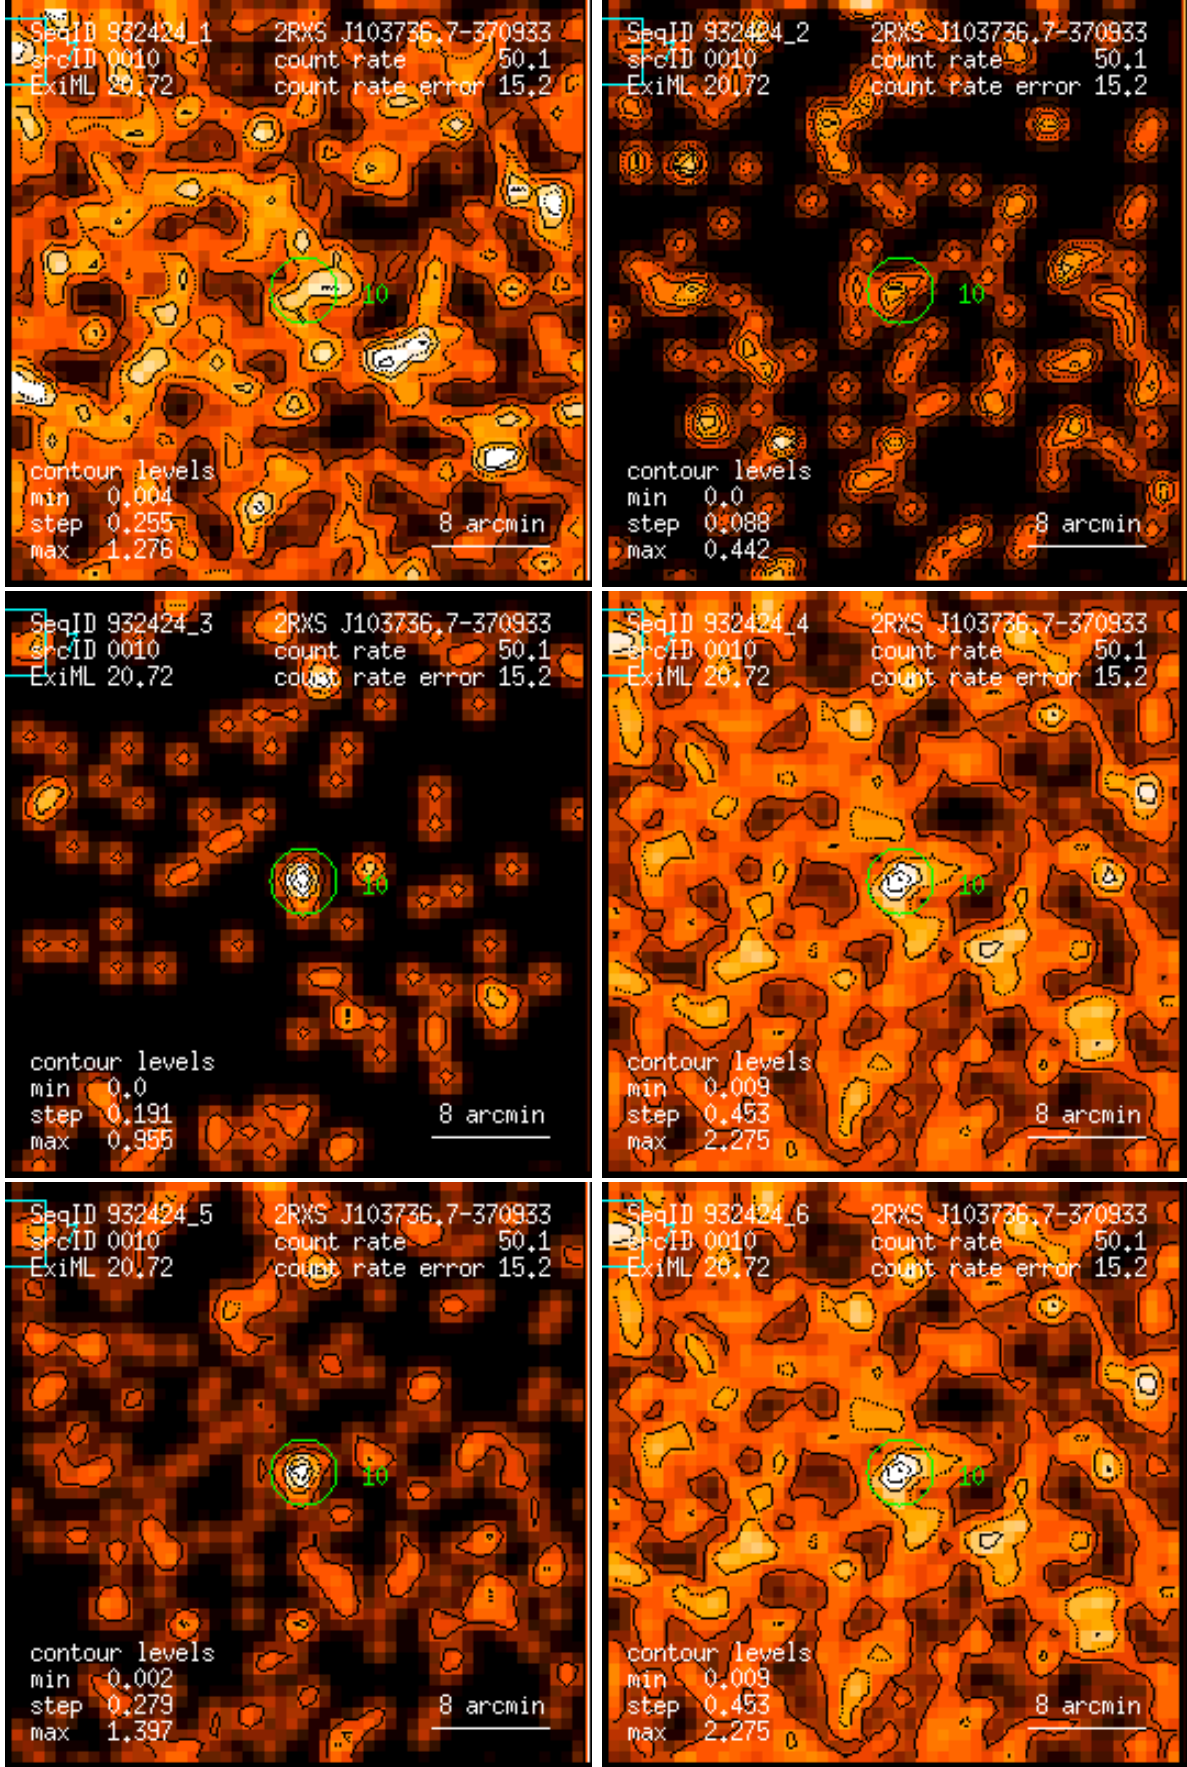 SeqID 932424_1 2RXS J103736.7-370933
srcID 0010 count rate 50.1
ExiML 20.72 count rate error 15.2
10
contour levels
min 0.004
step 0.255 8 arcmin
max 1.276
SeqID 932424_2 2RXS J103736.7-370933
srcID 0010 count rate 50.1
ExiML 20.72 count rate error 15.2
10
contour levels
min 0.0
step 0.088 8 arcmin
max 0.442
SeqID 932424_3 2RXS J103736.7-370933
srcID 0010 count rate 50.1
ExiML 20.72 count rate error 15.2
10
contour levels
min 0.0
step 0.191 8 arcmin
max 0.955
SeqID 932424_4 2RXS J103736.7-370933
srcID 0010 count rate 50.1
ExiML 20.72 count rate error 15.2
10
contour levels
min 0.009
step 0.453 8 arcmin
max 2.275
SeqID 932424_5 2RXS J103736.7-370933
srcID 0010 count rate 50.1
ExiML 20.72 count rate error 15.2
10
contour levels
min 0.002
step 0.279 8 arcmin
max 1.397
SeqID 932424_6 2RXS J103736.7-370933
srcID 0010 count rate 50.1
ExiML 20.72 count rate error 15.2
10
contour levels
min 0.009
step 0.453 8 arcmin
max 2.275